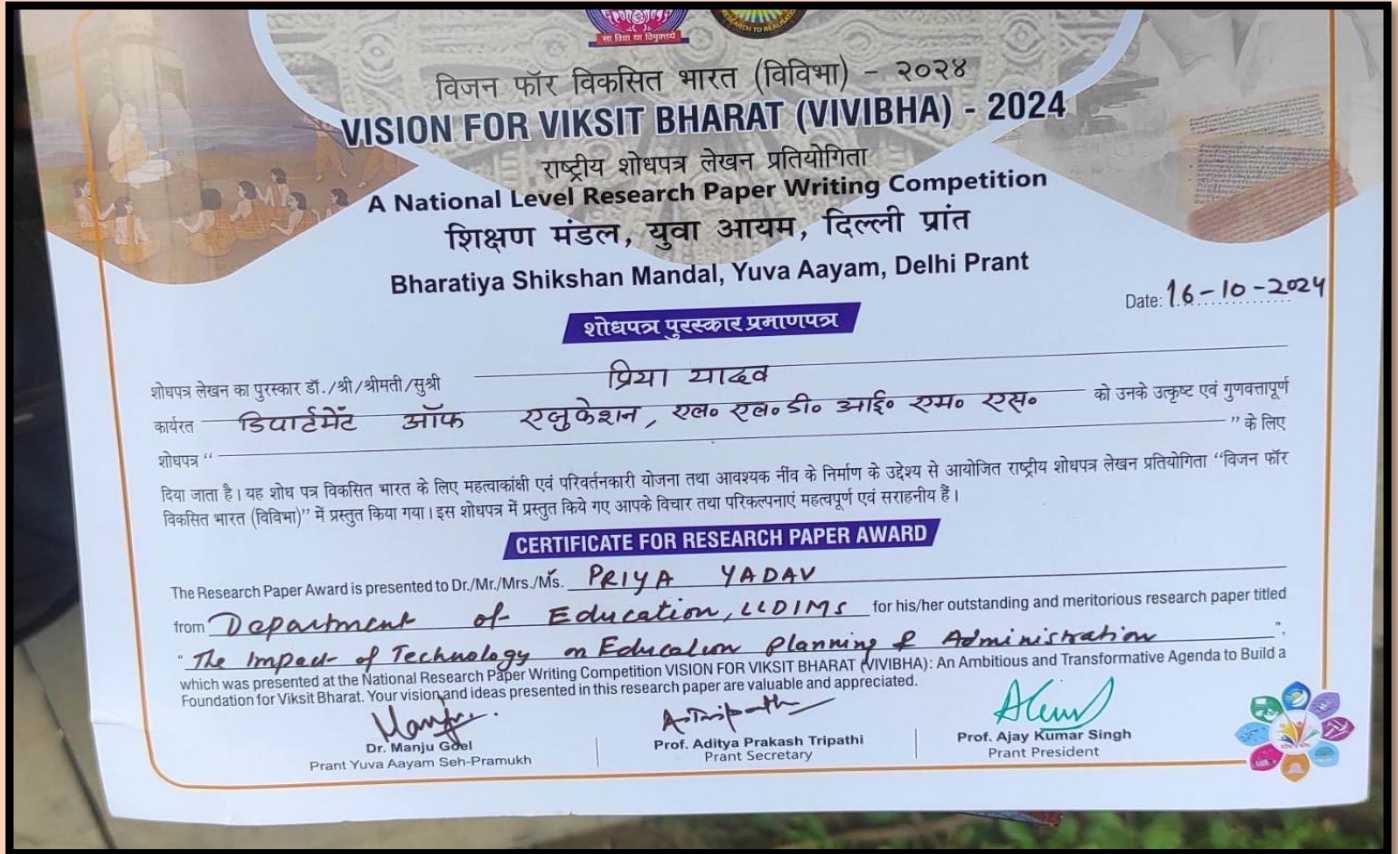 सा विद्या या विमुक्तये
RESEARCH TO REALISATION
विजन फॉर विकसित भारत (विविभा) - २०२४
VISION FOR VIKSIT BHARAT (VIVIBHA) - 2024
राष्ट्रीय शोधपत्र लेखन प्रतियोगिता
A National Level Research Paper Writing Competition
शिक्षण मंडल, युवा आयम, दिल्ली प्रांत
Bharatiya Shikshan Mandal, Yuva Aayam, Delhi Prant
Date: 16-10-2024
शोधपत्र पुरस्कार प्रमाणपत्र
शोधपत्र लेखन का पुरस्कार डॉ./श्री/श्रीमती/सुश्री प्रिया यादव
कार्यरत डिपार्टमेंट ऑफ एजुकेशन, एल० एल० डी० आई० एम० एस० को उनके उत्कृष्ट एवं गुणवत्तापूर्ण
शोधपत्र “ ” के लिए
दिया जाता है। यह शोध पत्र विकसित भारत के लिए महत्वाकांक्षी एवं परिवर्तनकारी योजना तथा आवश्यक नींव के निर्माण के उद्देश्य से आयोजित राष्ट्रीय शोधपत्र लेखन प्रतियोगिता “विजन फॉर
विकसित भारत (विविभा)” में प्रस्तुत किया गया। इस शोधपत्र में प्रस्तुत किये गए आपके विचार तथा परिकल्पनाएं महत्वपूर्ण एवं सराहनीय हैं।
CERTIFICATE FOR RESEARCH PAPER AWARD
The Research Paper Award is presented to Dr./Mr./Mrs./Ms. PRIYA YADAV
from Department of Education, LLDIMS for his/her outstanding and meritorious research paper titled
“The Impact of Technology on Education Planning & Administration”,
which was presented at the National Research Paper Writing Competition VISION FOR VIKSIT BHARAT (VIVIBHA): An Ambitious and Transformative Agenda to Build a
Foundation for Viksit Bharat. Your vision and ideas presented in this research paper are valuable and appreciated.
Dr. Manju Goel
Prant Yuva Aayam Seh-Pramukh
Prof. Aditya Prakash Tripathi
Prant Secretary
Prof. Ajay Kumar Singh
Prant President